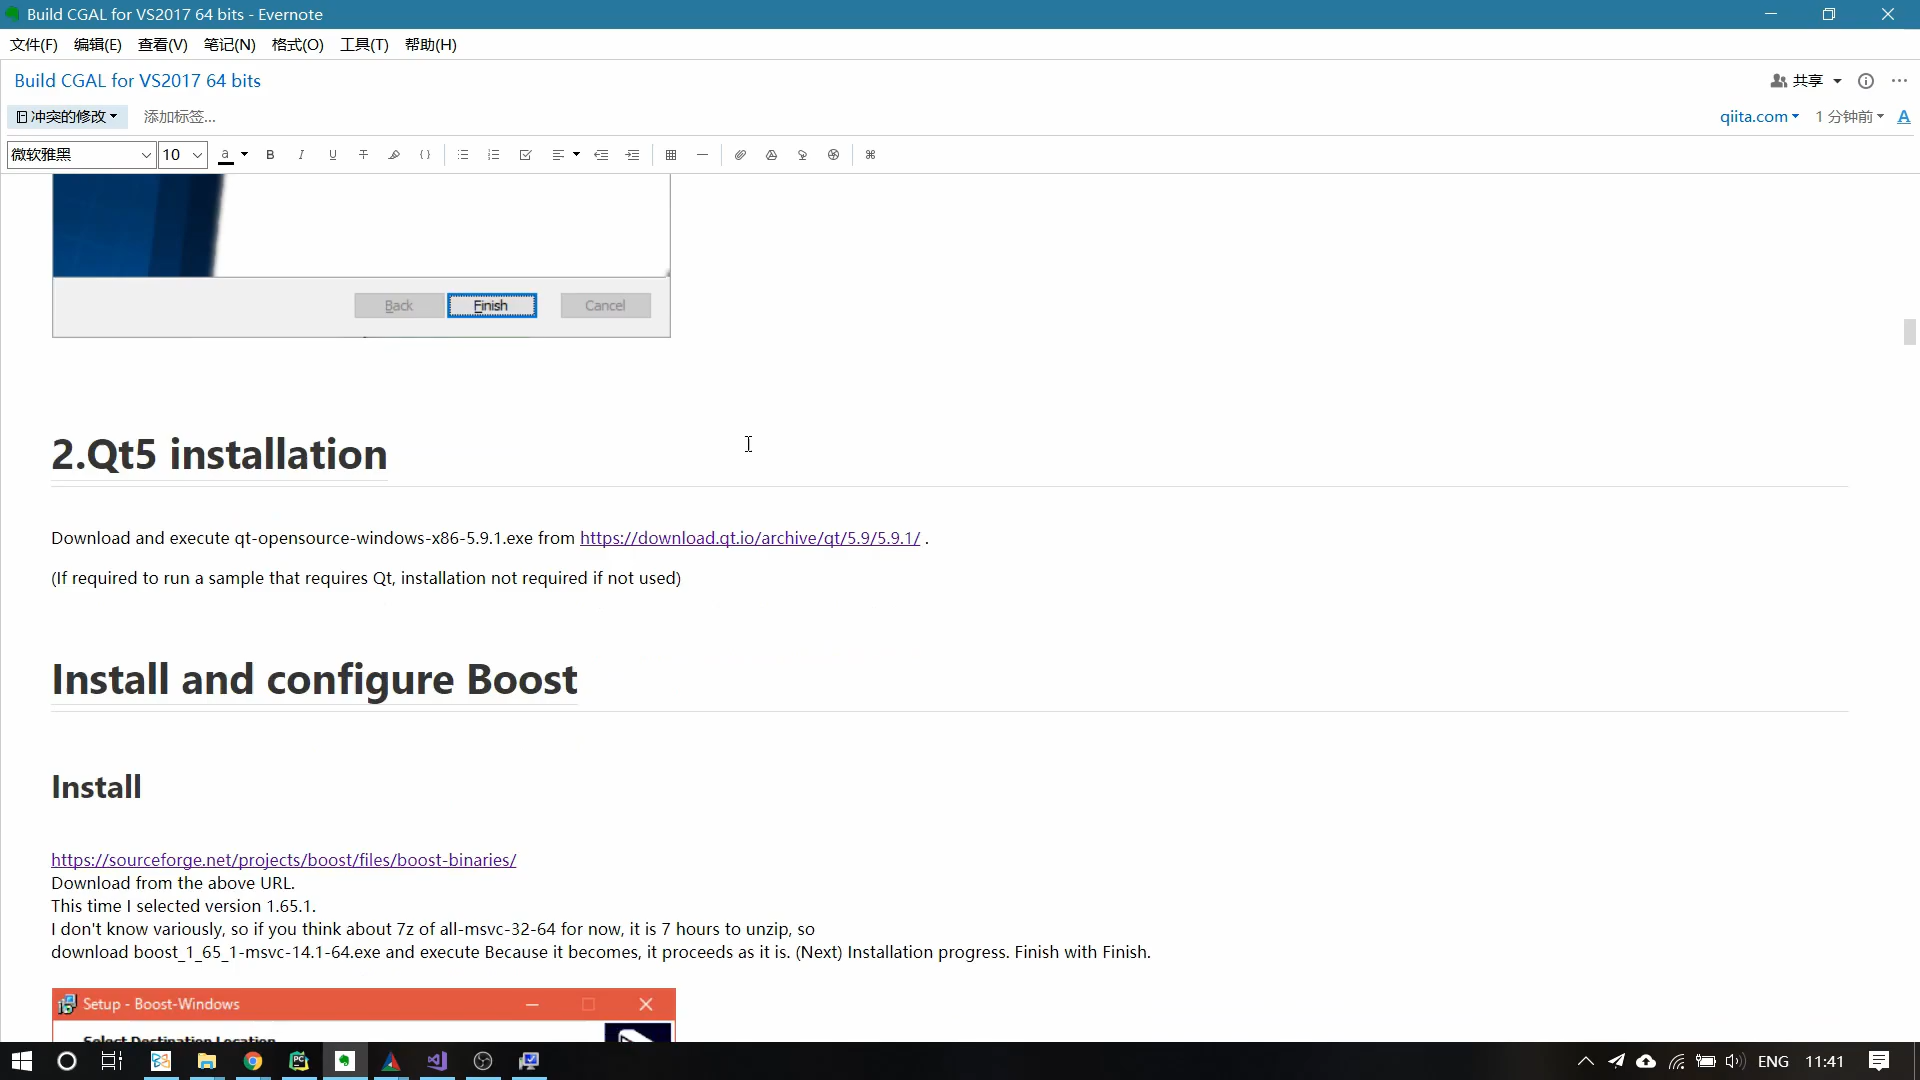 Build CGAL for VS2017 64 bits - Evernote
文件(F) 编辑(E) 查看(V) 笔记(N) 格式(O) 工具(T) 帮助(H)
Build CGAL for VS2017 64 bits
共享
冲突的修改 添加标签...
qiita.com 1 分钟前
微软雅黑 10
Back Finish Cancel
2.Qt5 installation
Download and execute qt-opensource-windows-x86-5.9.1.exe from https://download.qt.io/archive/qt/5.9/5.9.1/ .
(If required to run a sample that requires Qt, installation not required if not used)
Install and configure Boost
Install
https://sourceforge.net/projects/boost/files/boost-binaries/
Download from the above URL.
This time I selected version 1.65.1.
I don't know variously, so if you think about 7z of all-msvc-32-64 for now, it is 7 hours to unzip, so
download boost_1_65_1-msvc-14.1-64.exe and execute Because it becomes, it proceeds as it is. (Next) Installation progress. Finish with Finish.
Setup - Boost-Windows
Select Destination Location
ENG 11:41